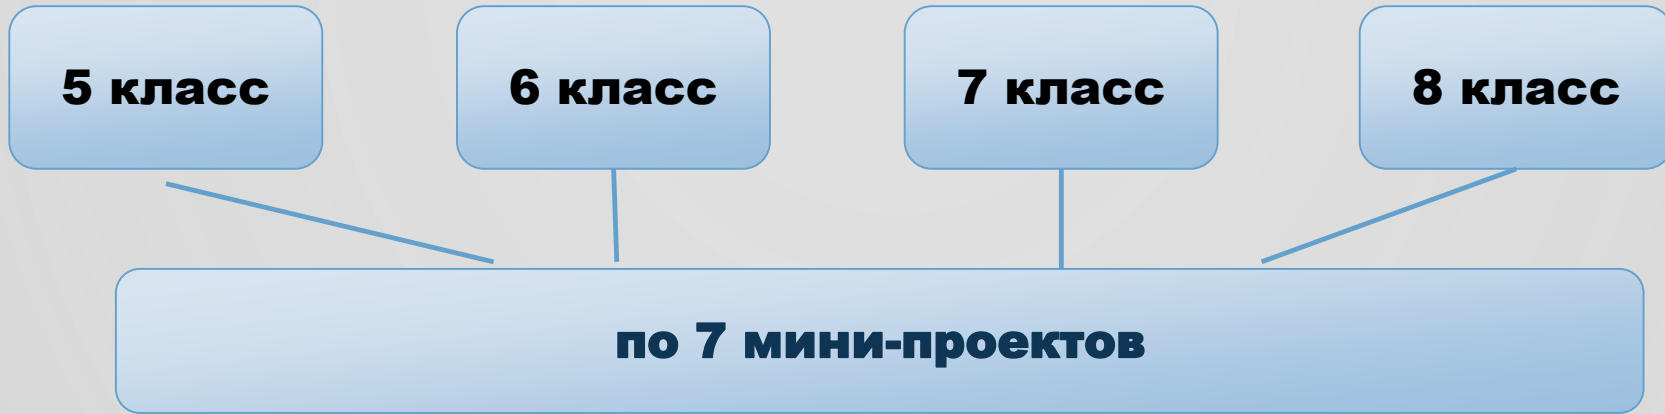 5 класс
6 класс
7 класс
8 класс
по 7 мини-проектов